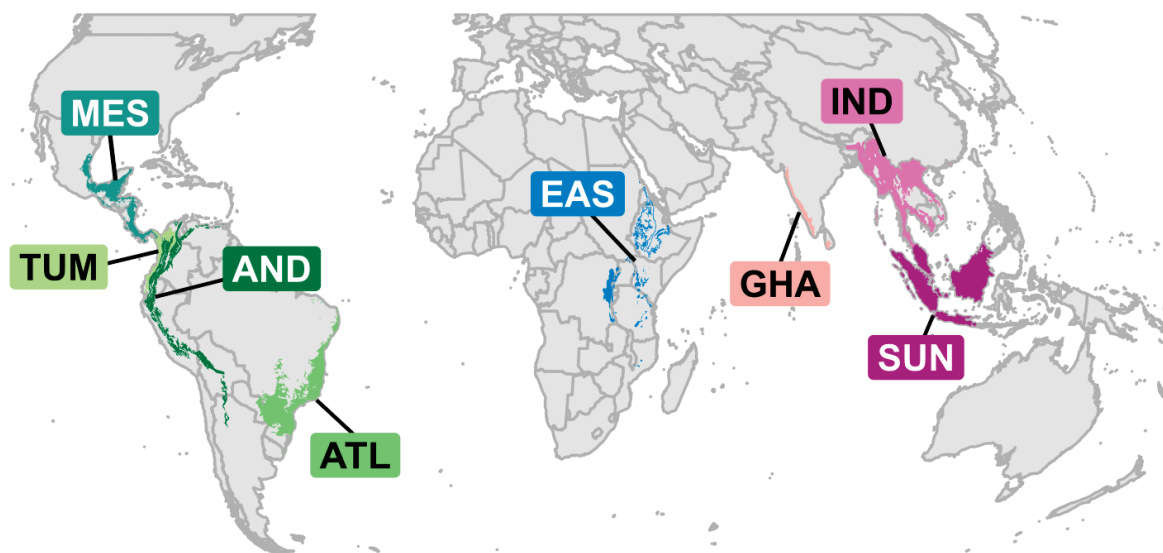 MES
IND
EAS
TUM
AND
GHA
SUN
ATL